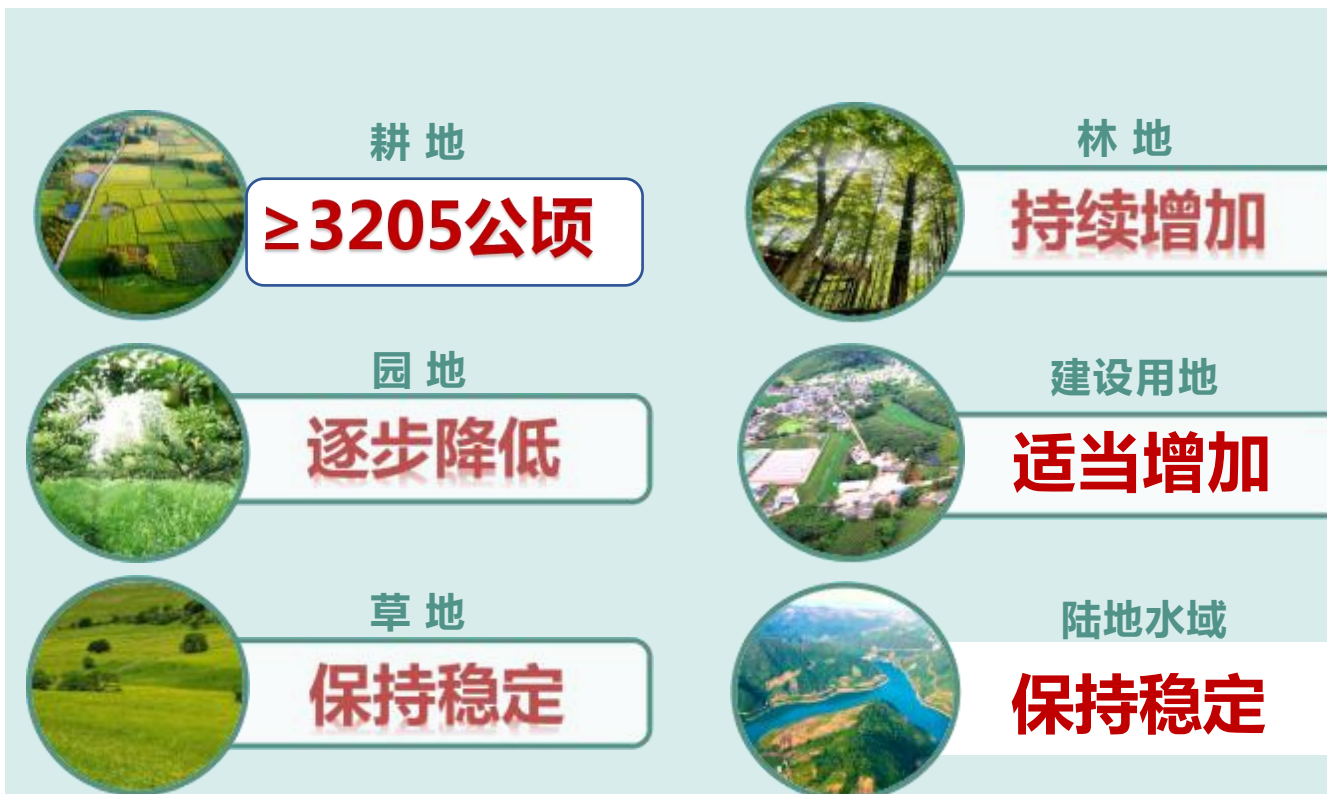 耕地
≥3205公顷
林地
持续增加
园地
逐步降低
建设用地
适当增加
草地
保持稳定
陆地水域
保持稳定